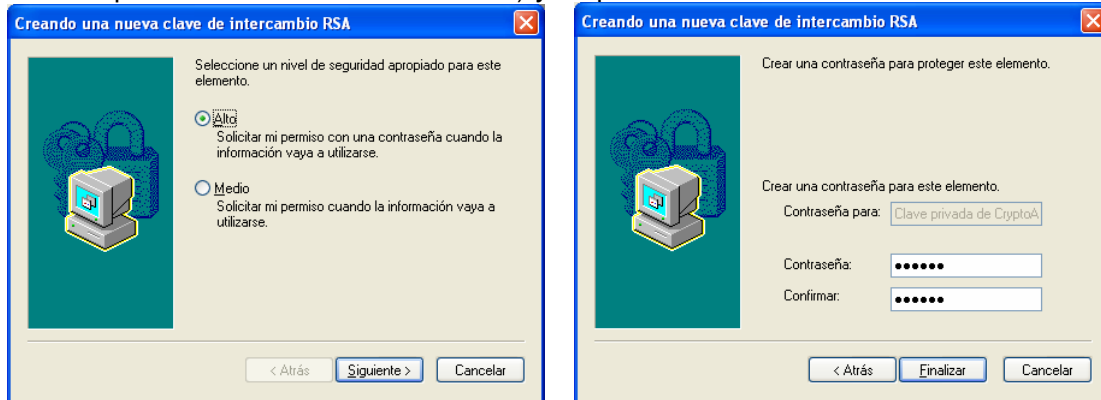 Creando una nueva clave de intercambio RSA
Seleccione un nivel de seguridad apropiado para este
elemento.
Alto
Solicitar mi permiso con una contraseña cuando la
información vaya a utilizarse.
Medio
Solicitar mi permiso cuando la información vaya a
utilizarse.
< Atrás
Siguiente >
Cancelar
Creando una nueva clave de intercambio RSA
Crear una contraseña para proteger este elemento.
Crear una contraseña para este elemento.
Contraseña para: Clave privada de CryptoA
Contraseña: ●●●●●●
Confirmar: ●●●●●●
< Atrás
Finalizar
Cancelar